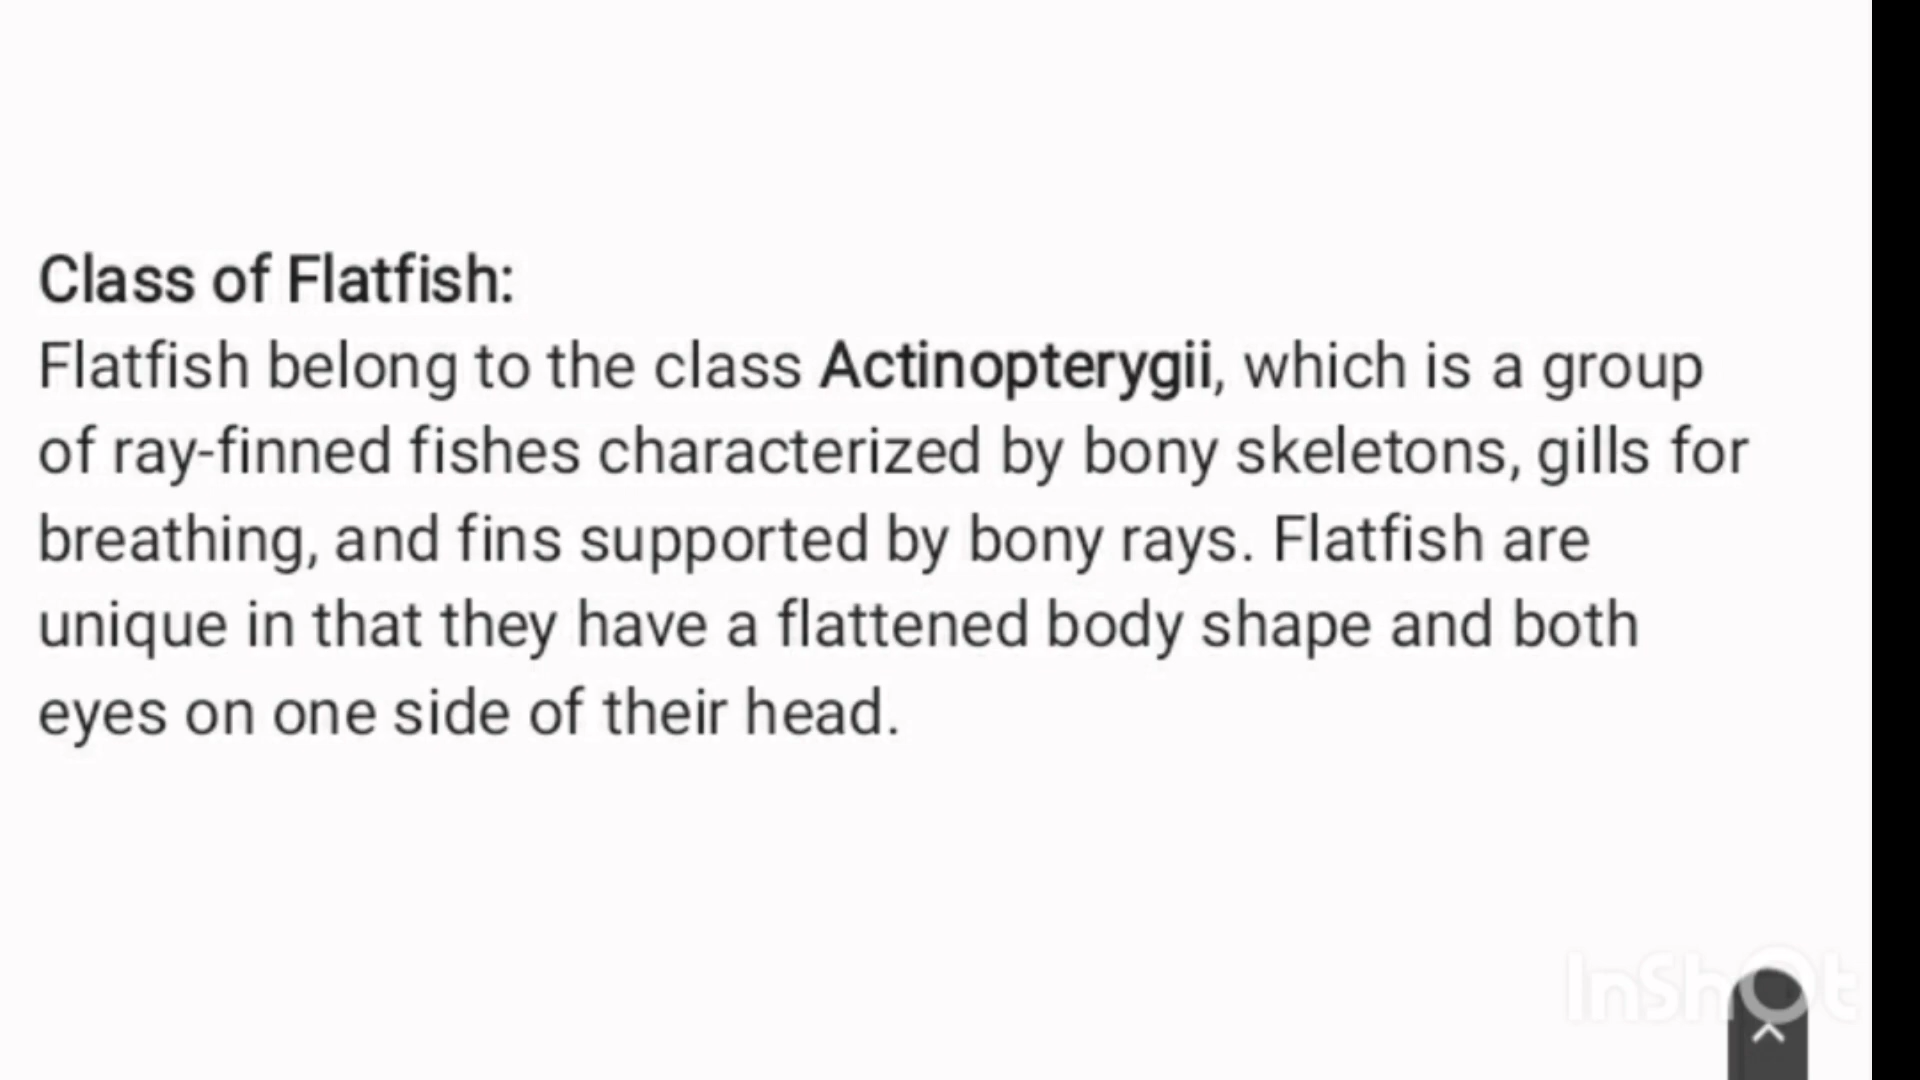 Class of Flatfish:
Flatfish belong to the class Actinopterygii, which is a group
of ray-finned fishes characterized by bony skeletons, gills for
breathing, and fins supported by bony rays. Flatfish are
unique in that they have a flattened body shape and both
eyes on one side of their head.
InShOt